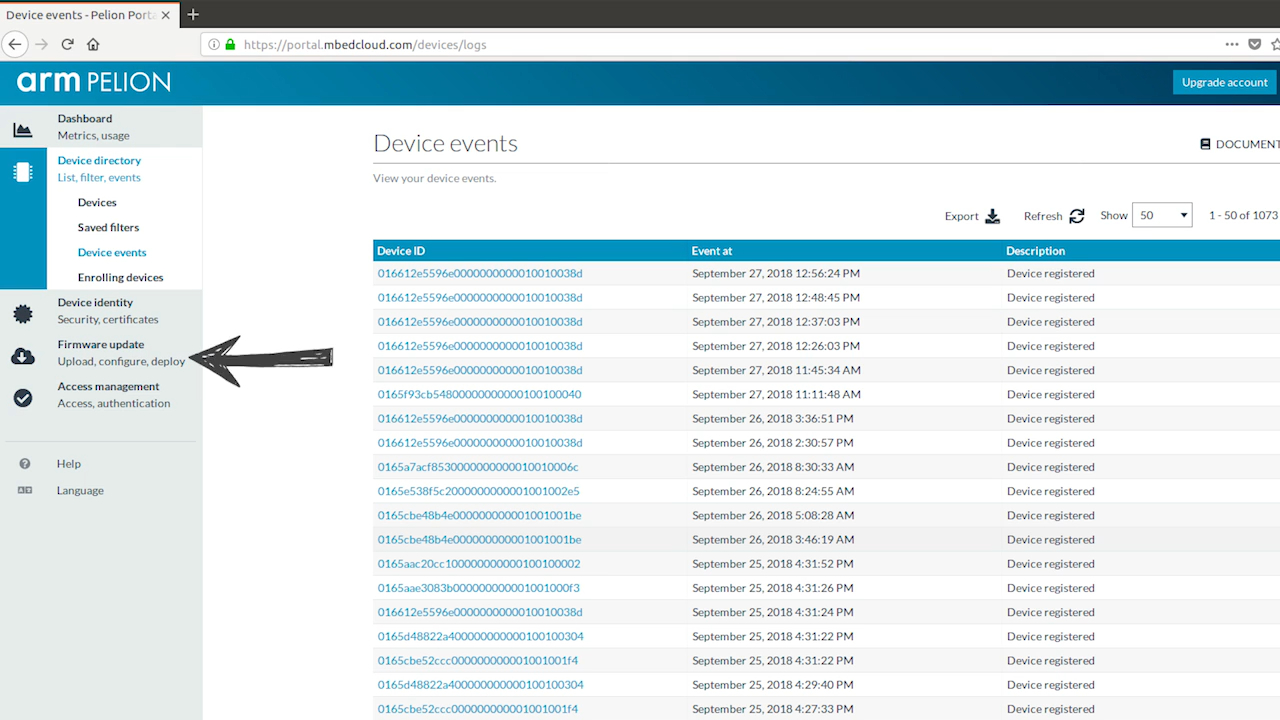 Device events - Pelion Porta
https://portal.mbedcloud.com/devices/logs
arm PELION
Upgrade account
Dashboard
Metrics, usage
Device directory
List, filter, events
Devices
Saved filters
Device events
Enrolling devices
Device identity
Security, certificates
Firmware update
Upload, configure, deploy
Access management
Access, authentication
Help
Language
Device events
DOCUMENT
View your device events.
Export Refresh Show 50 1 - 50 of 1073
Device ID Event at Description
016612e5596e0000000000010010038d September 27, 2018 12:56:24 PM Device registered
016612e5596e0000000000010010038d September 27, 2018 12:48:45 PM Device registered
016612e5596e0000000000010010038d September 27, 2018 12:37:03 PM Device registered
016612e5596e0000000000010010038d September 27, 2018 12:26:03 PM Device registered
016612e5596e0000000000010010038d September 27, 2018 11:45:34 AM Device registered
0165f93cb54800000000000100100040 September 27, 2018 11:11:48 AM Device registered
016612e5596e0000000000010010038d September 26, 2018 3:36:51 PM Device registered
016612e5596e0000000000010010038d September 26, 2018 2:30:57 PM Device registered
0165a7acf8530000000000010010006c September 26, 2018 8:30:33 AM Device registered
0165e538f5c2000000000001001002e5 September 26, 2018 8:24:55 AM Device registered
0165cbe48b4e000000000001001001be September 26, 2018 5:08:28 AM Device registered
0165cbe48b4e000000000001001001be September 26, 2018 3:46:19 AM Device registered
0165aac20cc100000000000100100002 September 25, 2018 4:31:52 PM Device registered
0165aae3083b000000000001001000f3 September 25, 2018 4:31:26 PM Device registered
016612e5596e0000000000010010038d September 25, 2018 4:31:24 PM Device registered
0165d48822a400000000000100100304 September 25, 2018 4:31:22 PM Device registered
0165cbe52ccc000000000001001001f4 September 25, 2018 4:31:22 PM Device registered
0165d48822a400000000000100100304 September 25, 2018 4:29:40 PM Device registered
0165cbe52ccc000000000001001001f4 September 25, 2018 4:27:33 PM Device registered